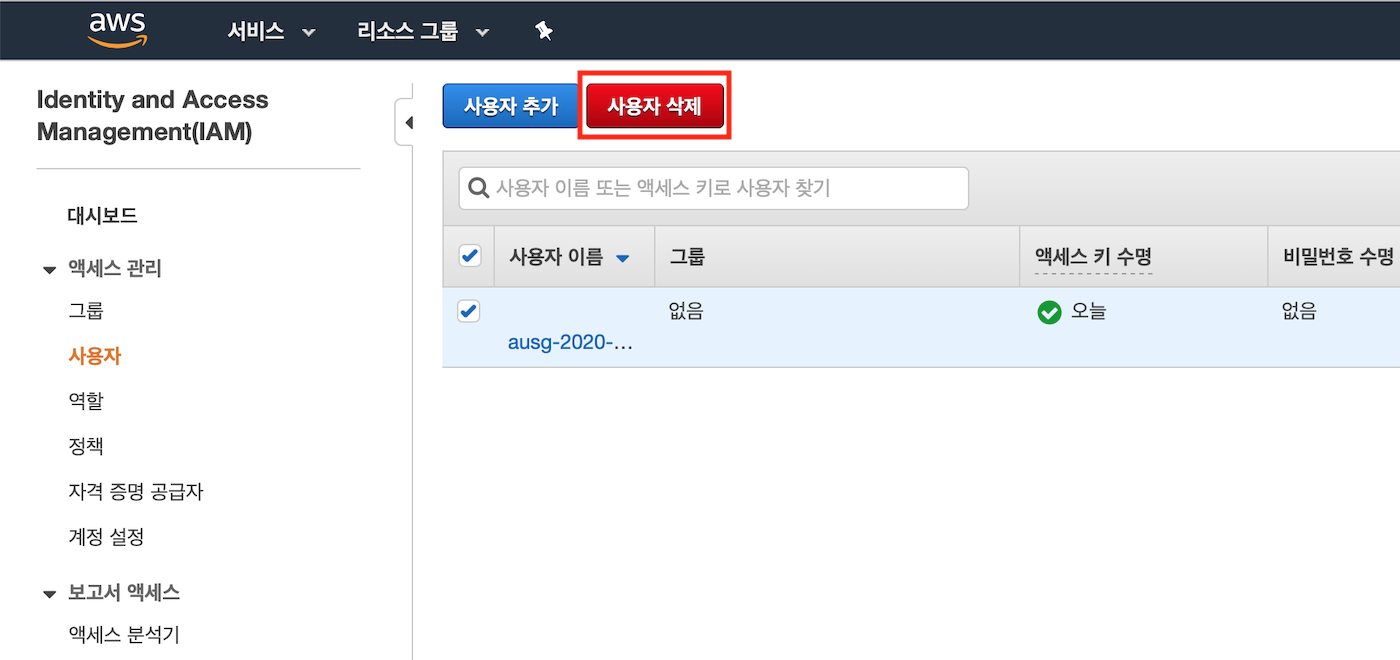 aws 서비스 리소스 그룹
Identity and Access
Management(IAM)
대시보드
액세스 관리
그룹
사용자
역할
정책
자격 증명 공급자
계정 설정
보고서 액세스
액세스 분석기
사용자 추가 사용자 삭제
사용자 이름 또는 액세스 키로 사용자 찾기
사용자 이름 그룹 액세스 키 수명 비밀번호 수명
없음 오늘 없음
ausg-2020-...